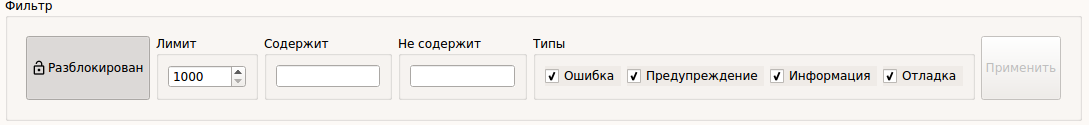 Фильтр
Разблокирован
Лимит
1000
Содержит
Не содержит
Типы
Ошибка
Предупреждение
Информация
Отладка
Применить